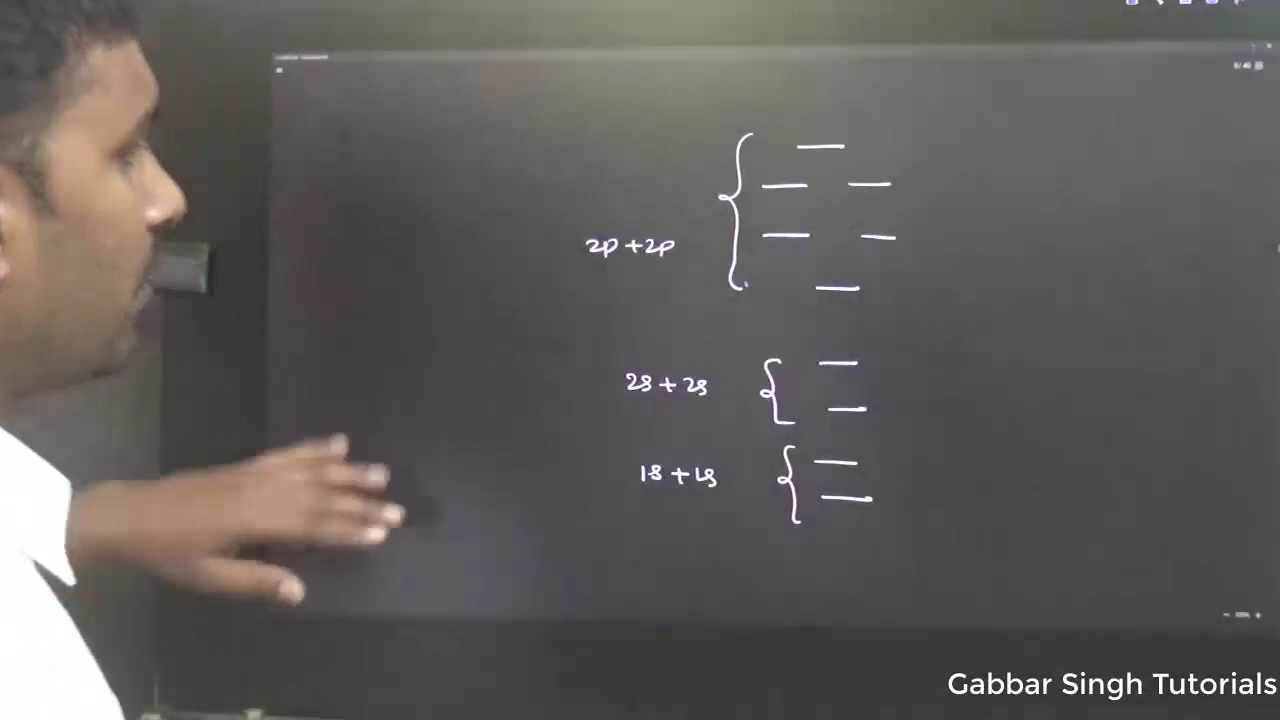 2p + 2p
2s + 2s
1s + 1s
Gabbar Singh Tutorials